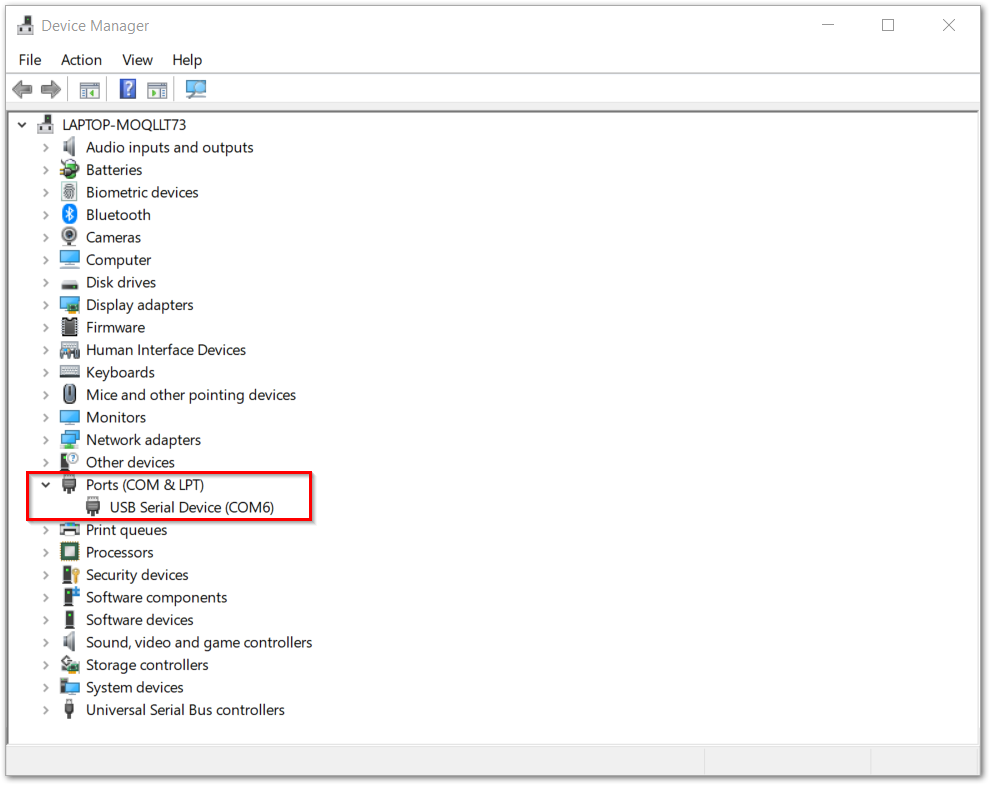 Device Manager
File Action View Help
LAPTOP-MOQLLT73
Audio inputs and outputs
Batteries
Biometric devices
Bluetooth
Cameras
Computer
Disk drives
Display adapters
Firmware
Human Interface Devices
Keyboards
Mice and other pointing devices
Monitors
Network adapters
Other devices
Ports (COM & LPT)
USB Serial Device (COM6)
Print queues
Processors
Security devices
Software components
Software devices
Sound, video and game controllers
Storage controllers
System devices
Universal Serial Bus controllers